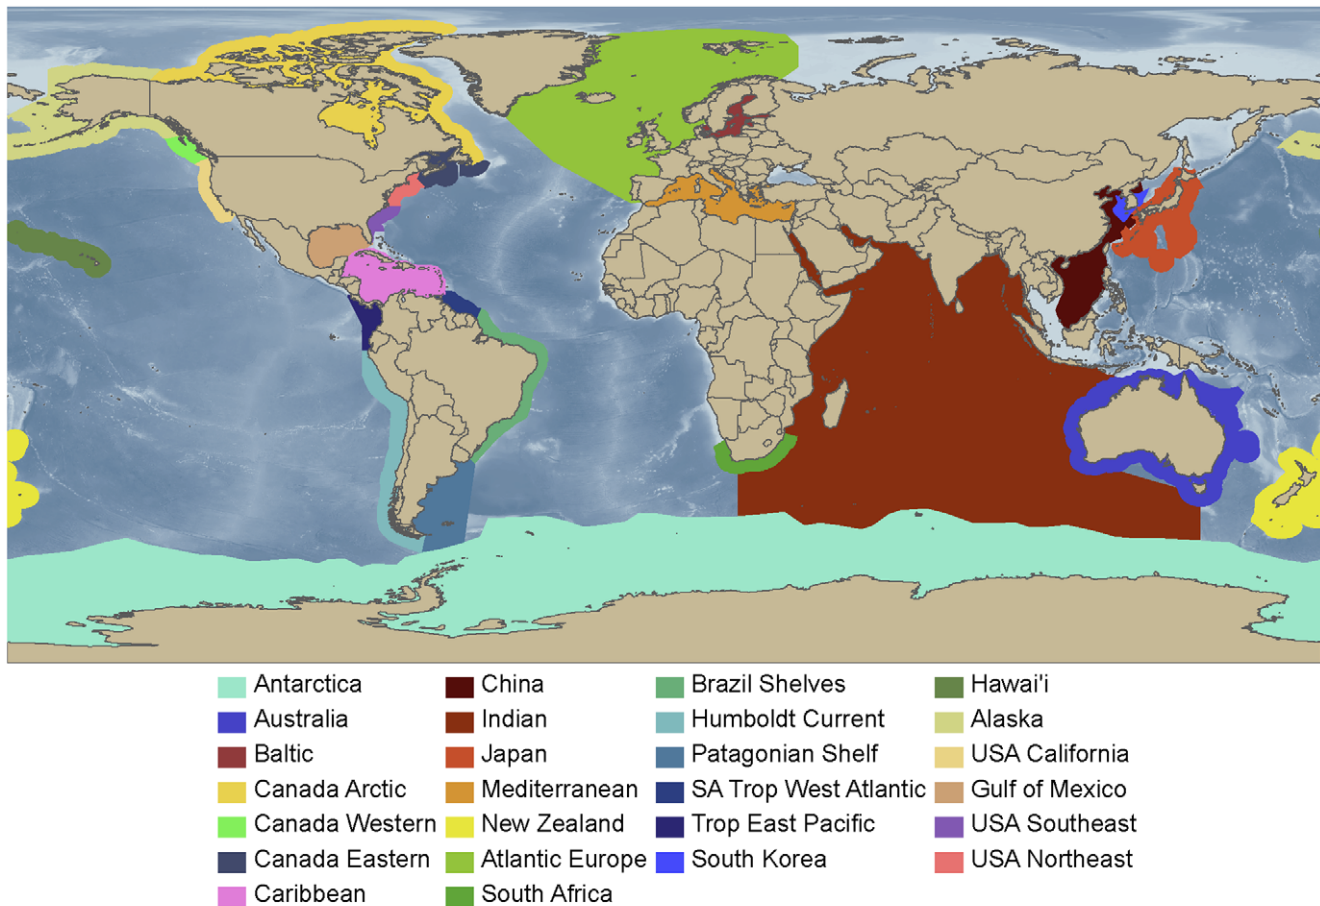 Antarctica
Australia
Baltic
Canada Arctic
Canada Western
Canada Eastern
Caribbean
China
Indian
Japan
Mediterranean
New Zealand
Atlantic Europe
South Africa
Brazil Shelves
Humboldt Current
Patagonian Shelf
SA Trop West Atlantic
Trop East Pacific
South Korea
Hawai'i
Alaska
USA California
Gulf of Mexico
USA Southeast
USA Northeast